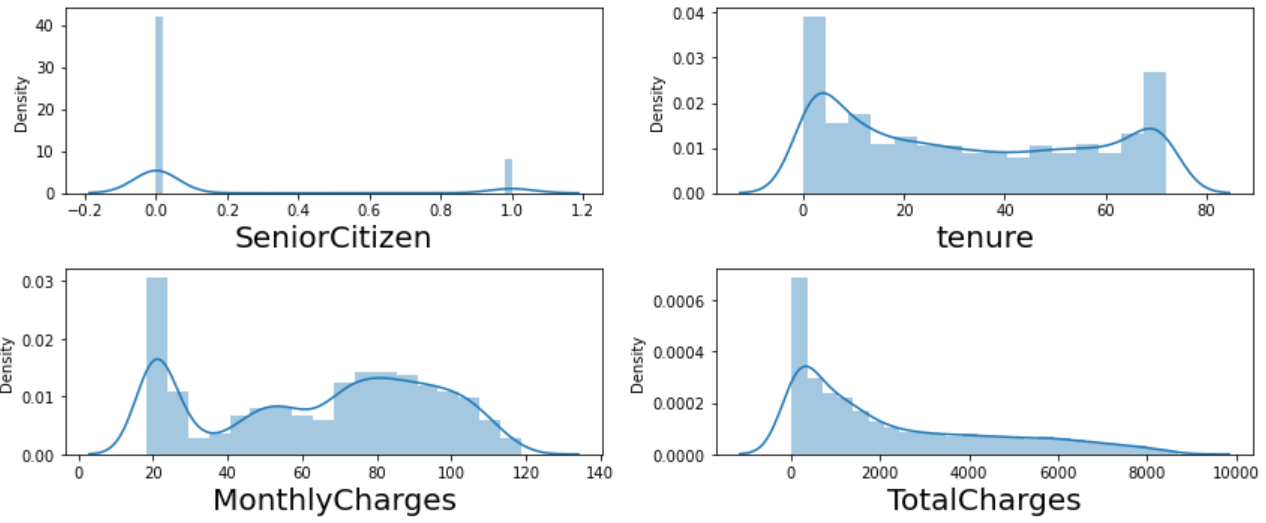 40
30
20
10
0
Density
−0.2 0.0 0.2 0.4 0.6 0.8 1.0 1.2
SeniorCitizen
0.04
0.03
0.02
0.01
0.00
Density
0 20 40 60 80
tenure
0.03
0.02
0.01
0.00
Density
0 20 40 60 80 100 120 140
MonthlyCharges
0.0006
0.0004
0.0002
0.0000
Density
0 2000 4000 6000 8000 10000
TotalCharges